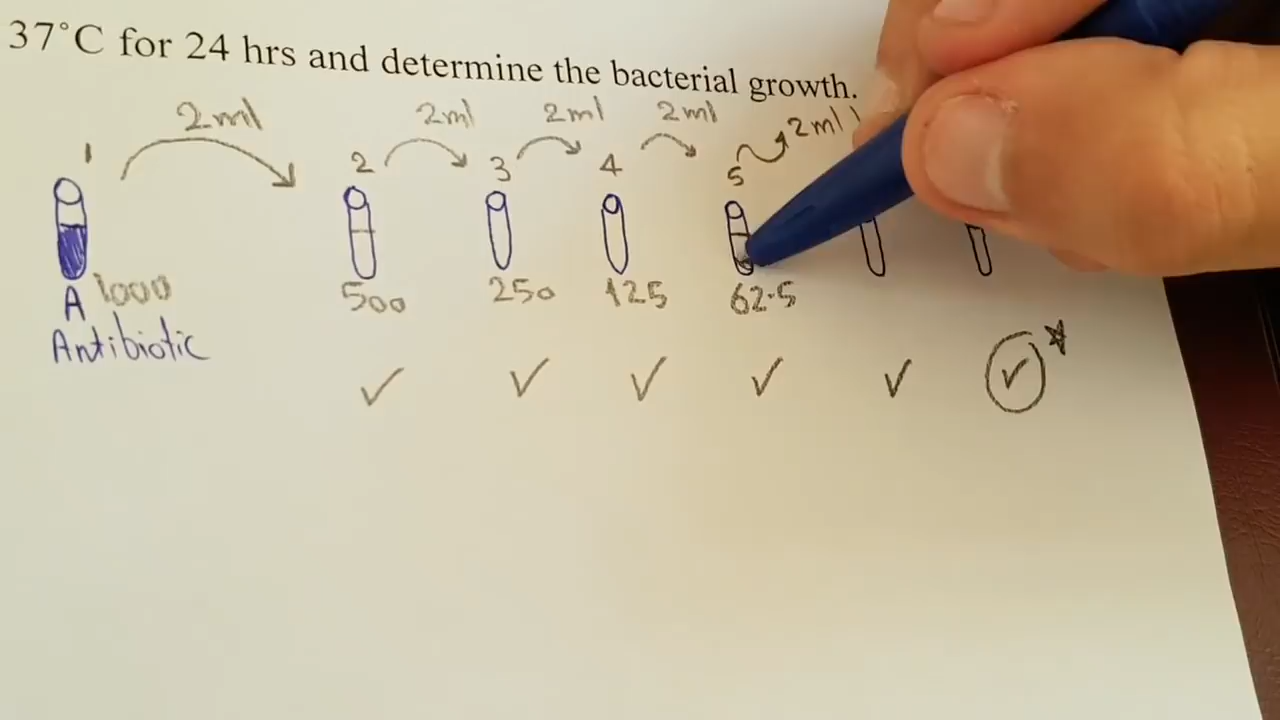 37°C for 24 hrs and determine the bacterial growth.
2ml 2ml 2ml 2ml 2ml
1 2 3 4 5
A 1000 500 250 125 62.5
Antibiotic